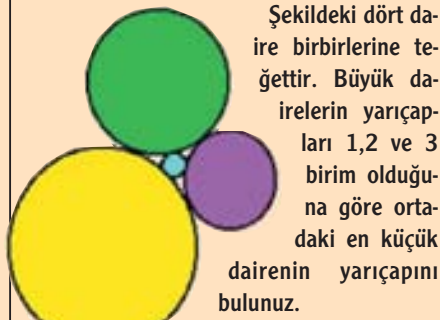 Şekildeki dört da-
ire birbirlerine te-
ğettir. Büyük da-
irelerin yarıçap-
ları 1,2 ve 3
birim olduğu-
na göre orta-
daki en küçük
dairenin yarıçapını
bulunuz.